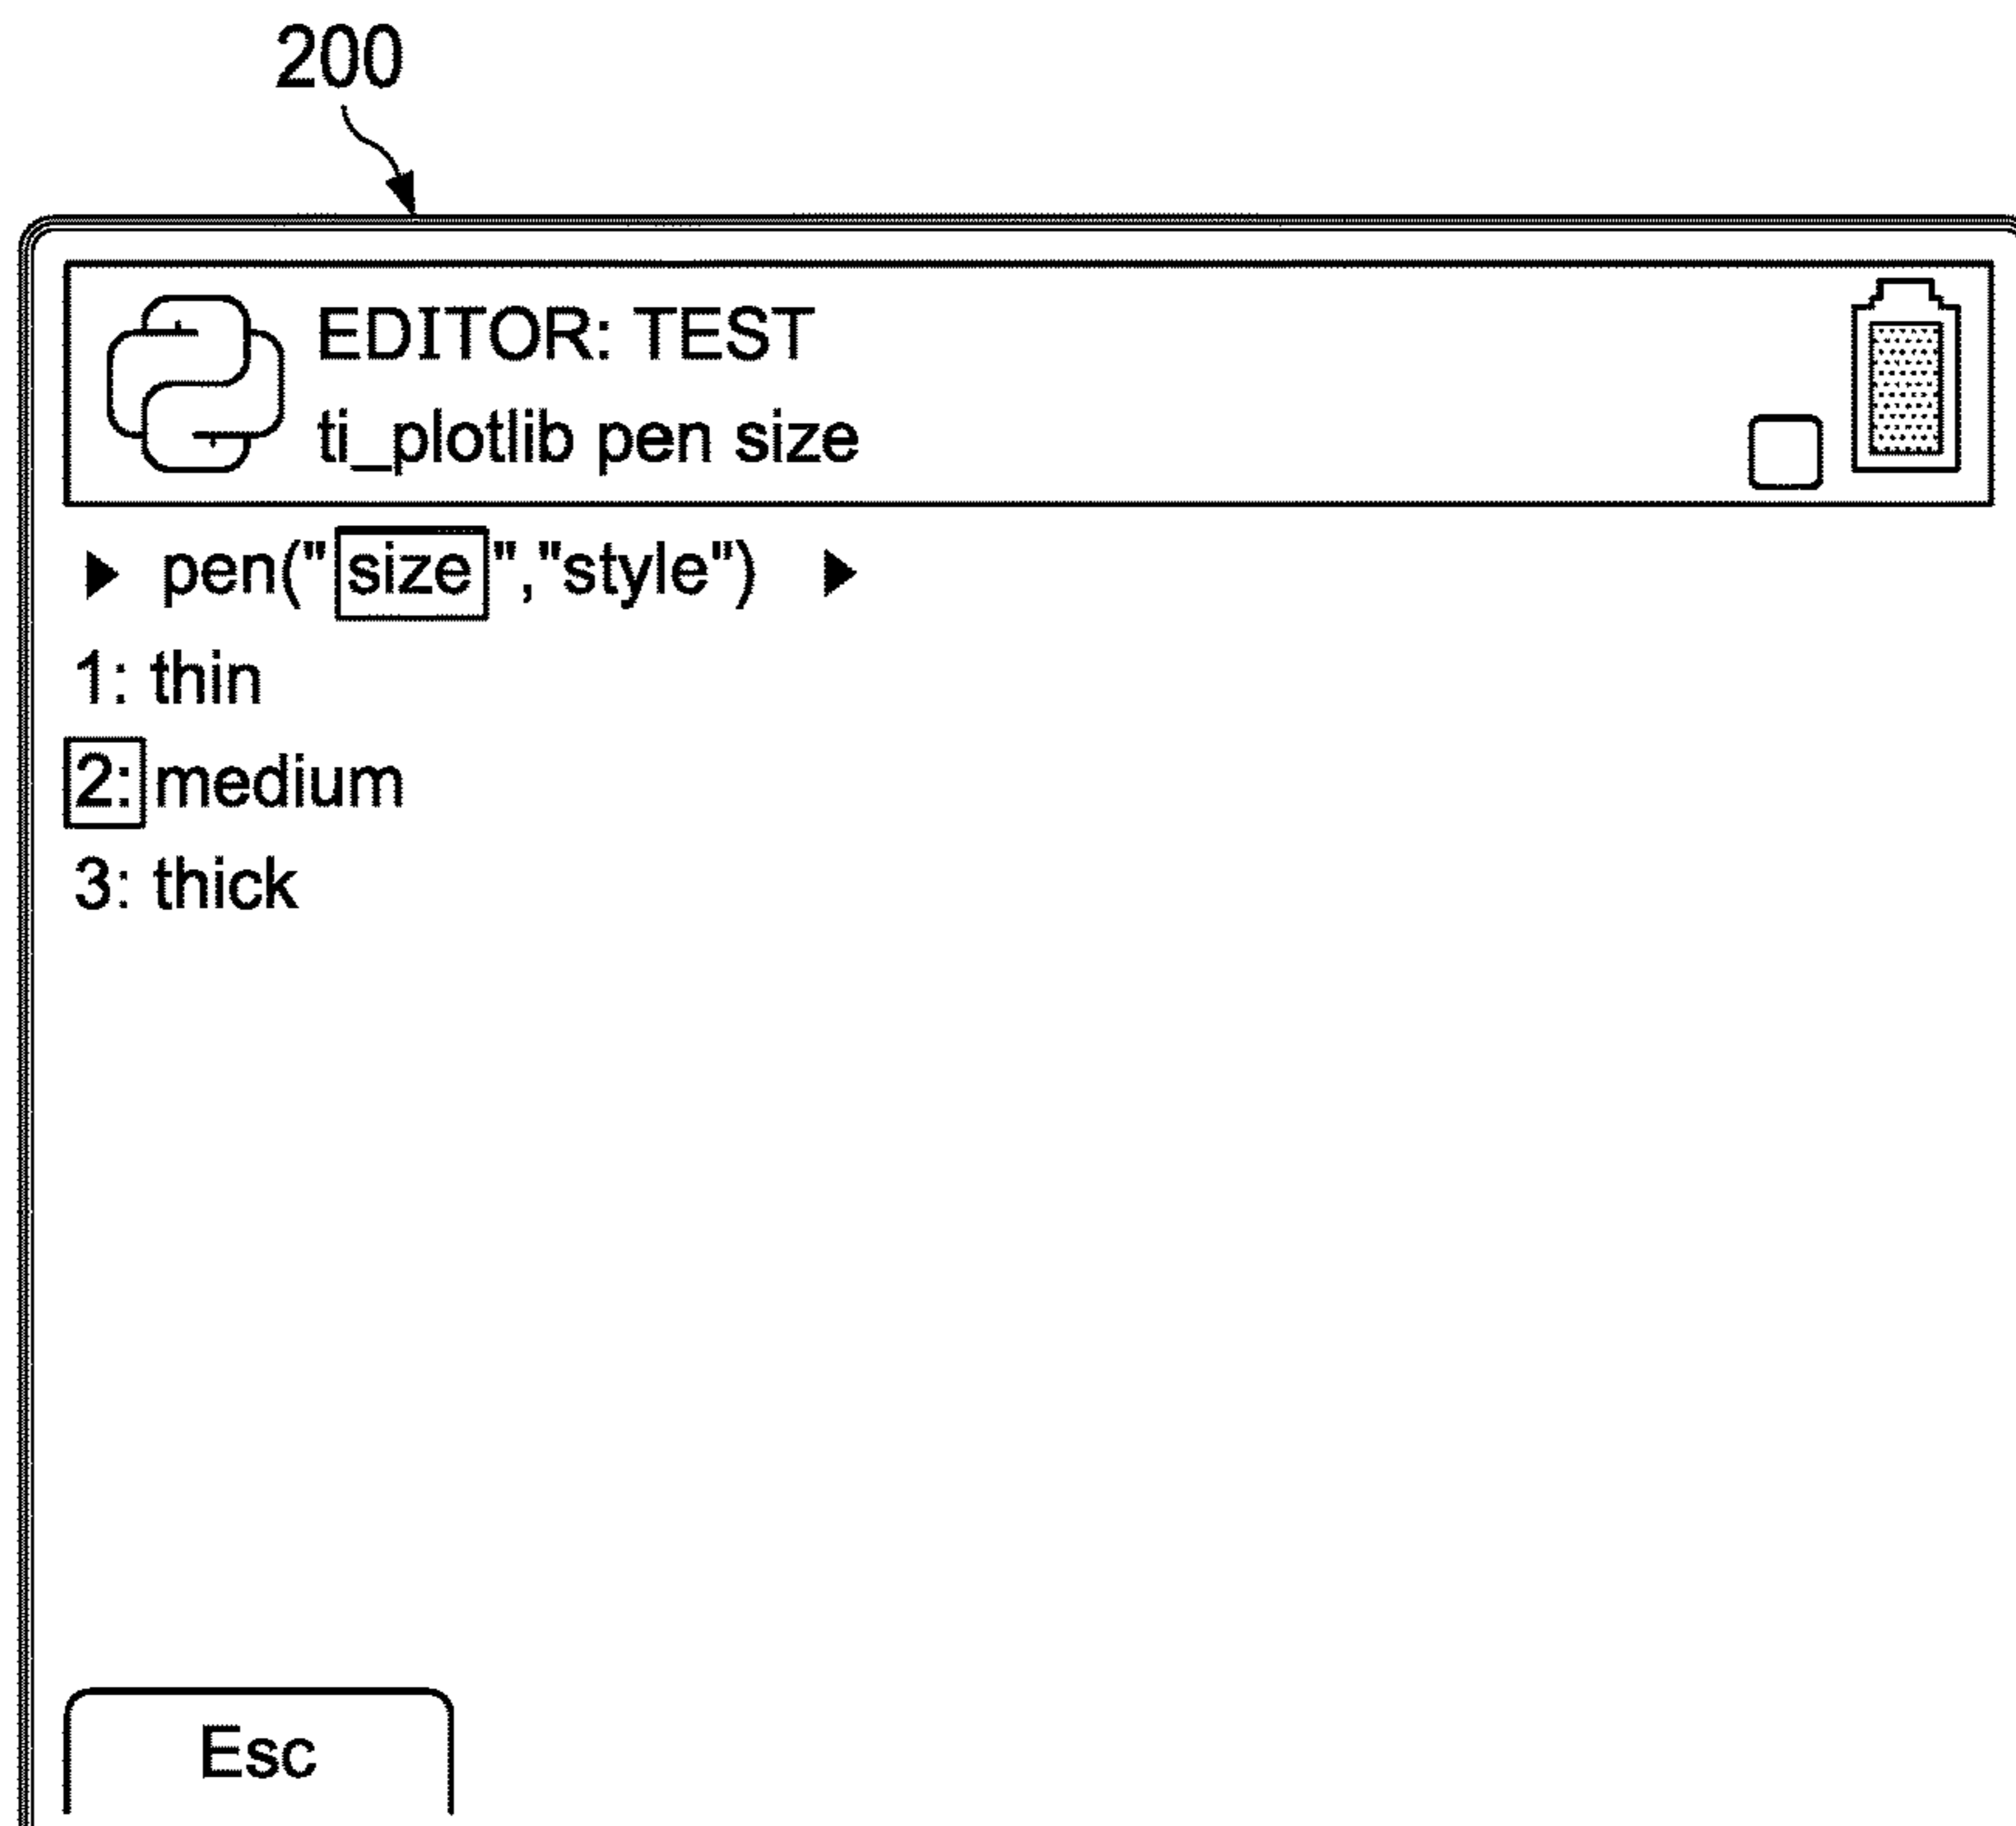 200
EDITOR: TEST
ti_plotlib pen size
▶ pen("size","style") ▶
1: thin
2: medium
3: thick
Esc